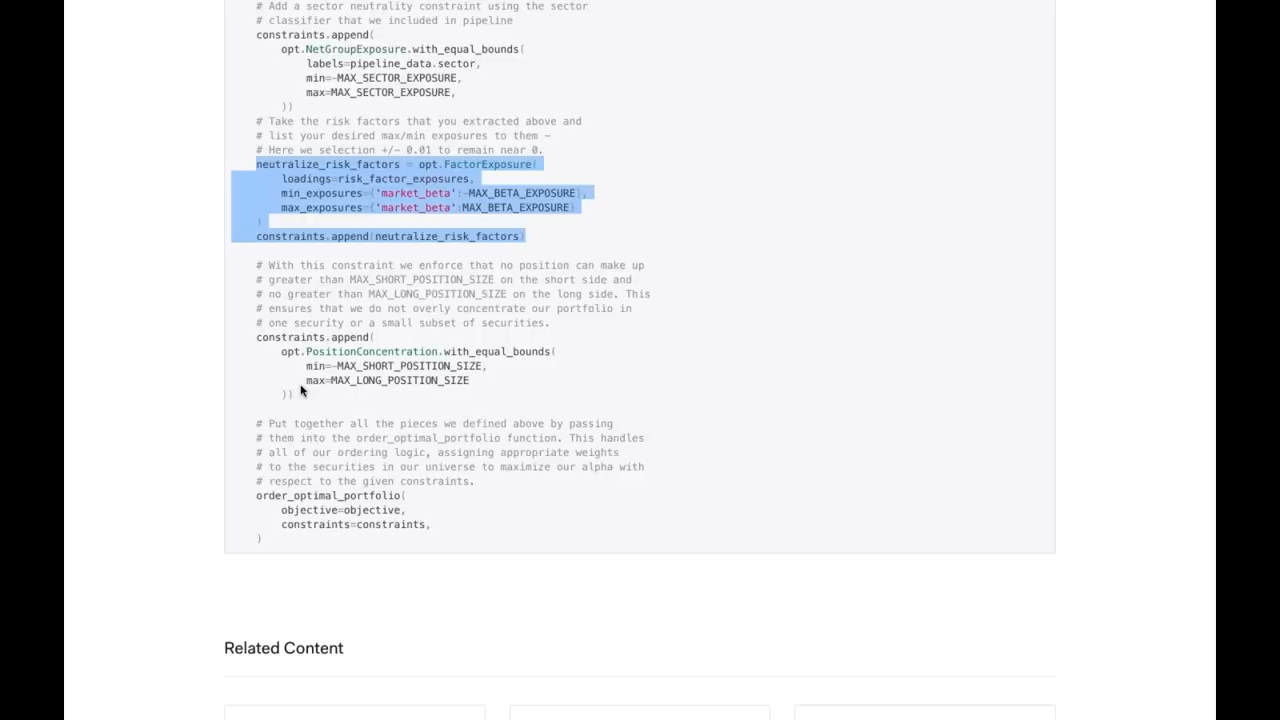 # Add a sector neutrality constraint using the sector
# classifier that we included in pipeline
constraints.append(
    opt.NetGroupExposure.with_equal_bounds(
        labels=pipeline_data.sector,
        min=-MAX_SECTOR_EXPOSURE,
        max=MAX_SECTOR_EXPOSURE,
    ))
# Take the risk factors that you extracted above and
# list your desired max/min exposures to them -
# Here we selection +/- 0.01 to remain near 0.
neutralize_risk_factors = opt.FactorExposure(
    loadings=risk_factor_exposures,
    min_exposures={'market_beta':-MAX_BETA_EXPOSURE},
    max_exposures={'market_beta':MAX_BETA_EXPOSURE}
)
constraints.append(neutralize_risk_factors)
# With this constraint we enforce that no position can make up
# greater than MAX_SHORT_POSITION_SIZE on the short side and
# no greater than MAX_LONG_POSITION_SIZE on the long side. This
# ensures that we do not overly concentrate our portfolio in
# one security or a small subset of securities.
constraints.append(
    opt.PositionConcentration.with_equal_bounds(
        min=-MAX_SHORT_POSITION_SIZE,
        max=MAX_LONG_POSITION_SIZE
    ))
# Put together all the pieces we defined above by passing
# them into the order_optimal_portfolio function. This handles
# all of our ordering logic, assigning appropriate weights
# to the securities in our universe to maximize our alpha with
# respect to the given constraints.
order_optimal_portfolio(
    objective=objective,
    constraints=constraints,
)
Related Content